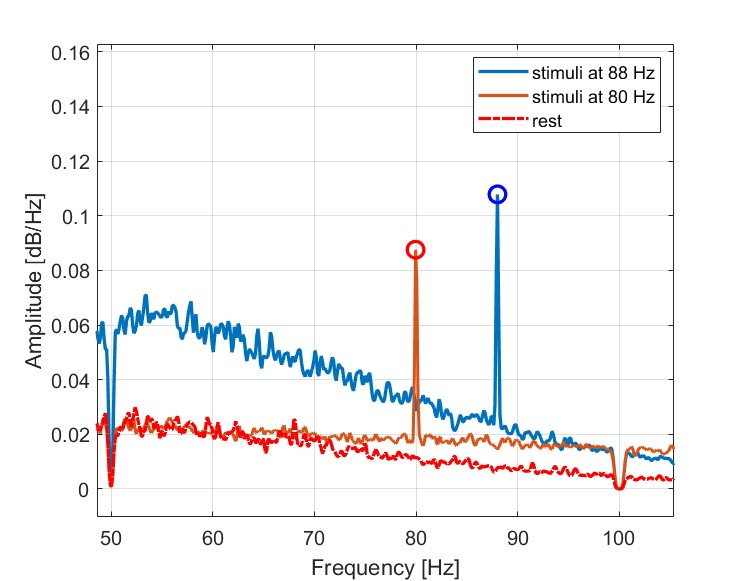 0.16
0.14
0.12
0.1
0.08
0.06
0.04
0.02
0
Amplitude [dB/Hz]
stimuli at 88 Hz
stimuli at 80 Hz
rest
50 60 70 80 90 100
Frequency [Hz]